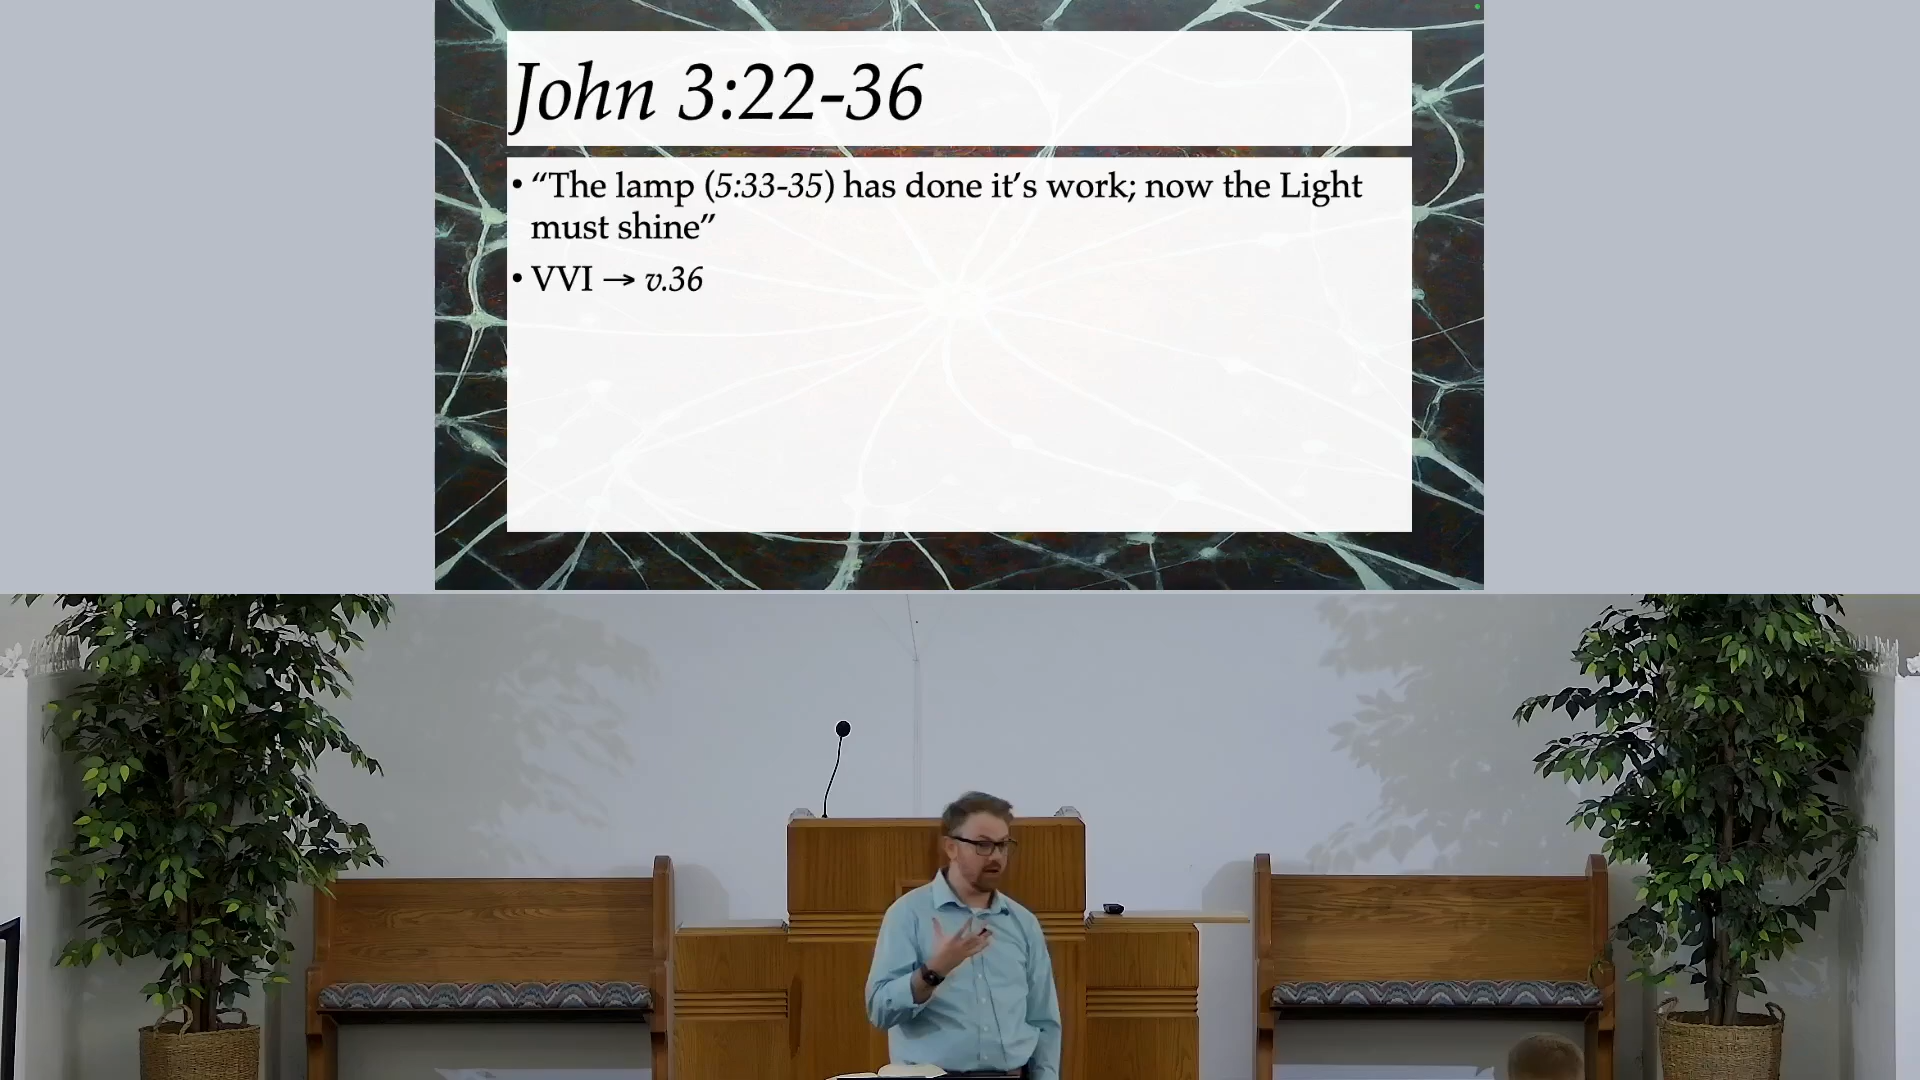 John 3:22-36
• “The lamp (5:33-35) has done it’s work; now the Light
must shine”
• VVI → v.36